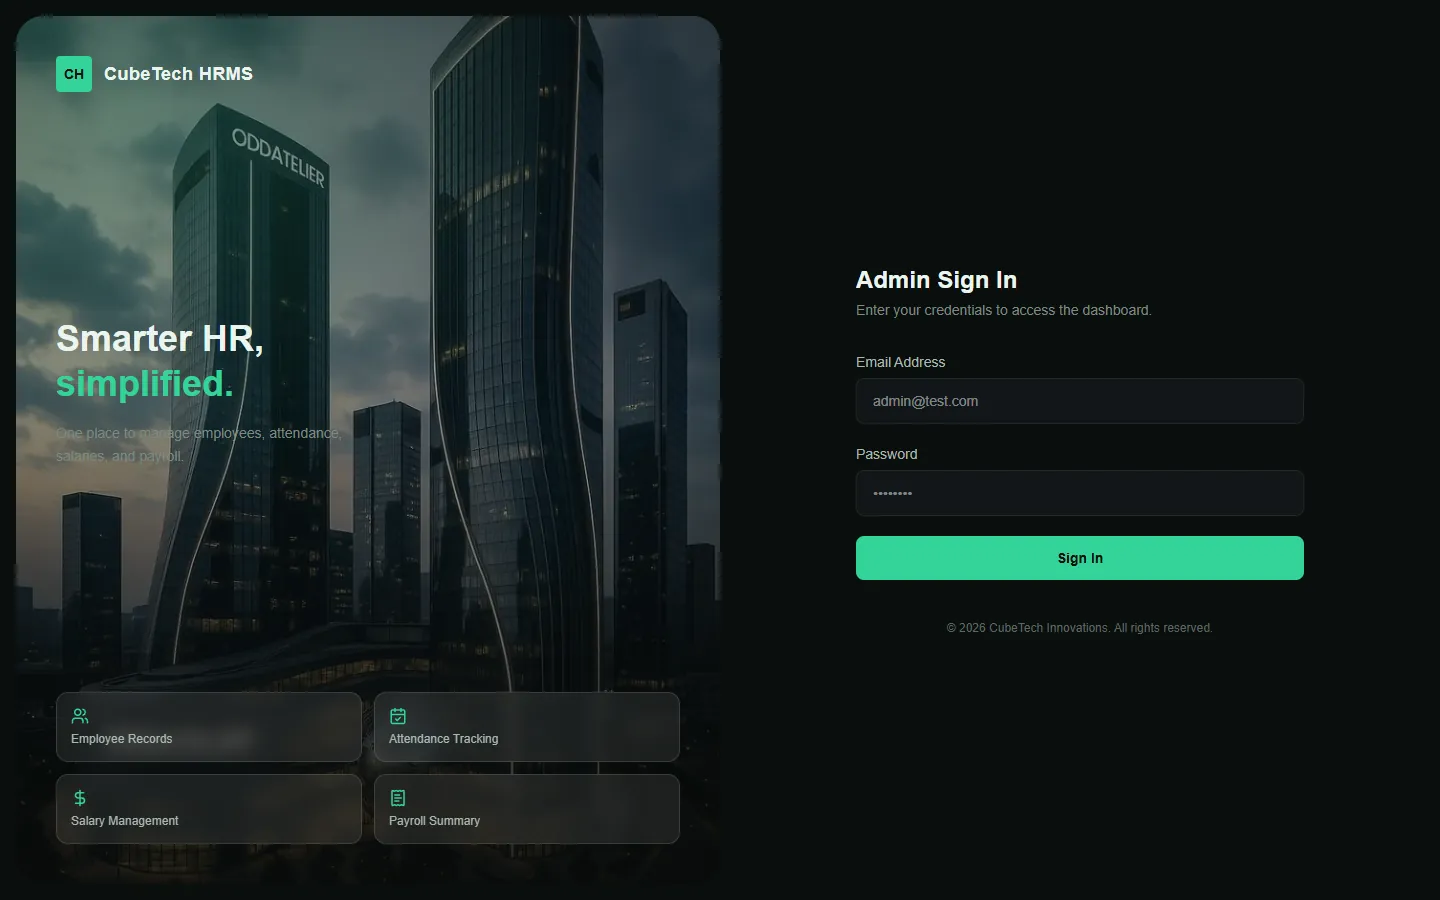 CH
CubeTech HRMS
ODDATELIER
Smarter HR,
simplified.
One place to manage employees, attendance,
salaries, and payroll.
Employee Records
Attendance Tracking
Salary Management
Payroll Summary
Admin Sign In
Enter your credentials to access the dashboard.
Email Address
admin@test.com
Password
••••••••
Sign In
© 2026 CubeTech Innovations. All rights reserved.